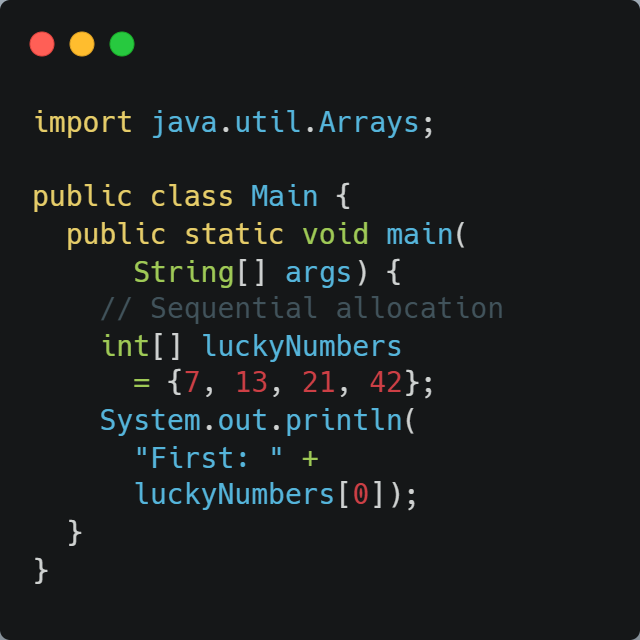 import java.util.Arrays;

public class Main {
  public static void main(
      String[] args) {
    // Sequential allocation
    int[] luckyNumbers
      = {7, 13, 21, 42};
    System.out.println(
      "First: " +
      luckyNumbers[0]);
  }
}